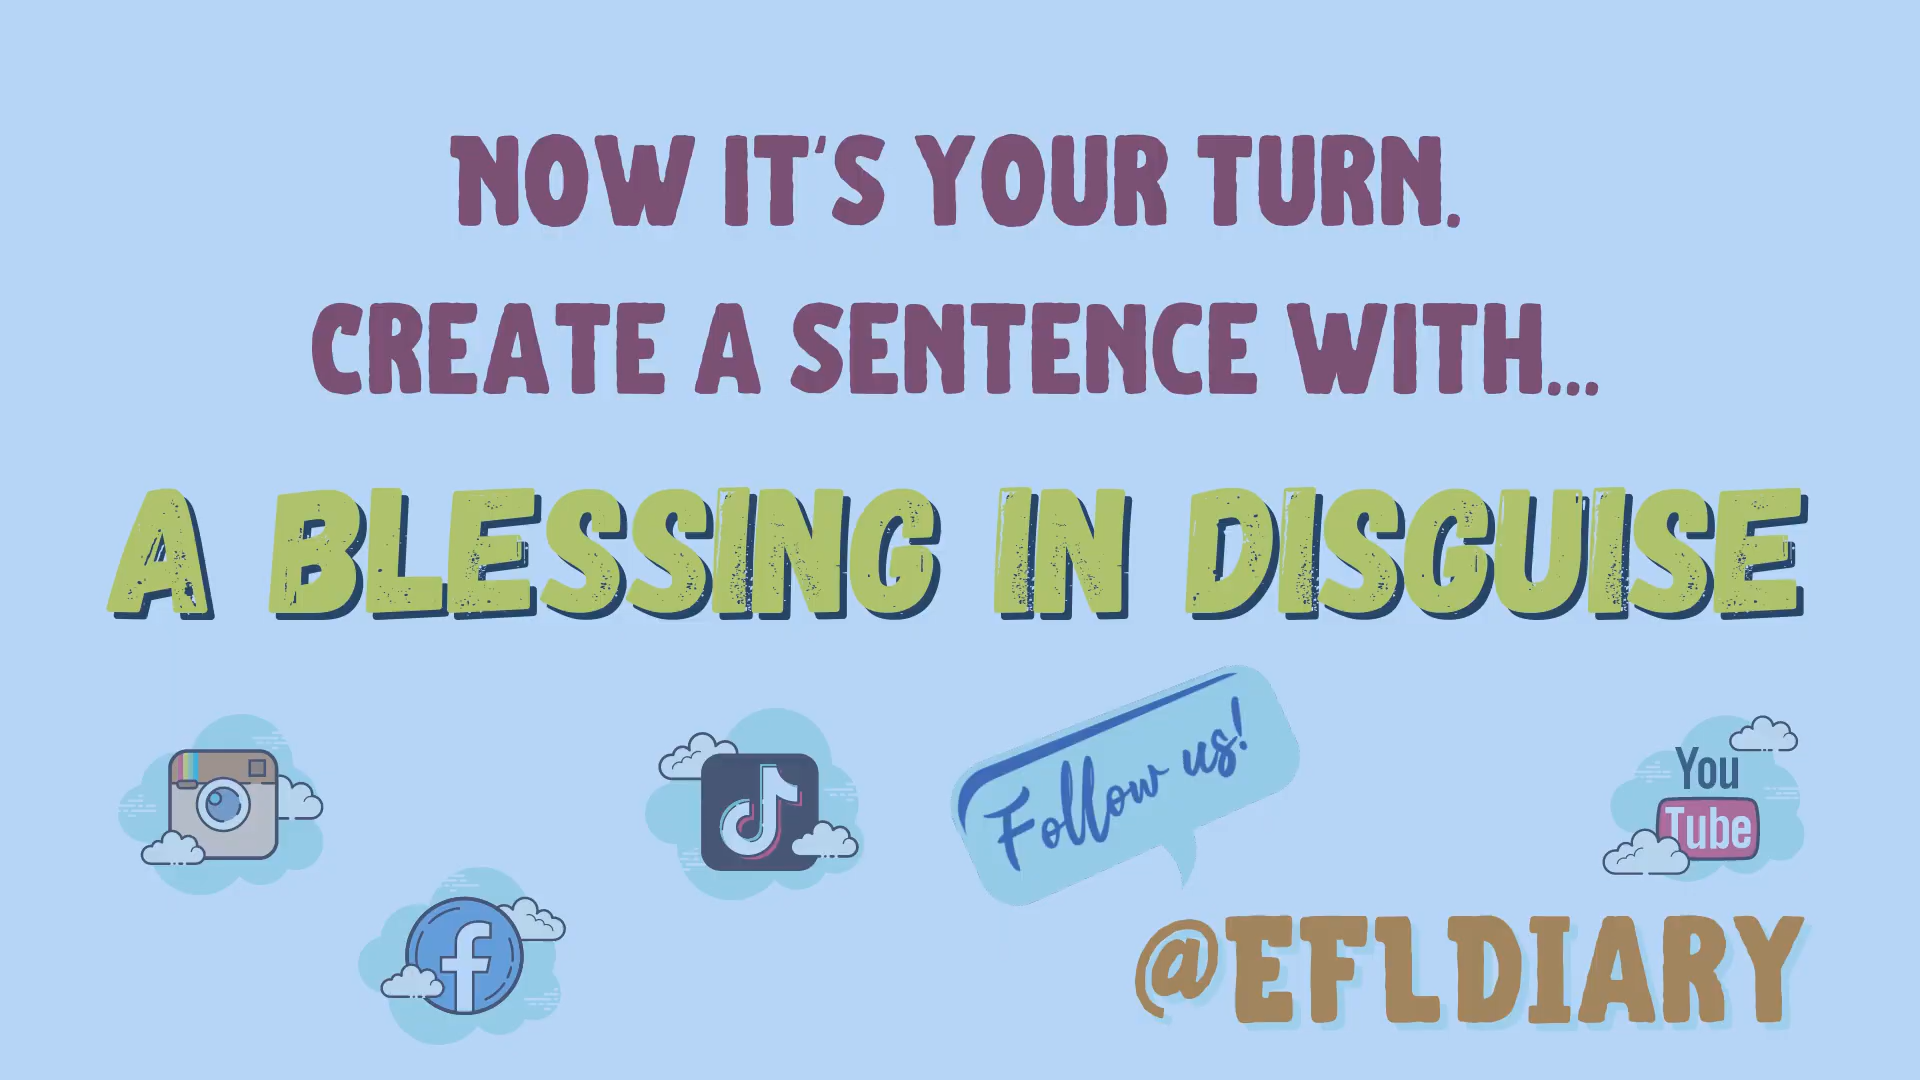 NOW IT'S YOUR TURN.
CREATE A SENTENCE WITH...
A BLESSING IN DISGUISE
Follow us!
You
Tube
@EFLDIARY